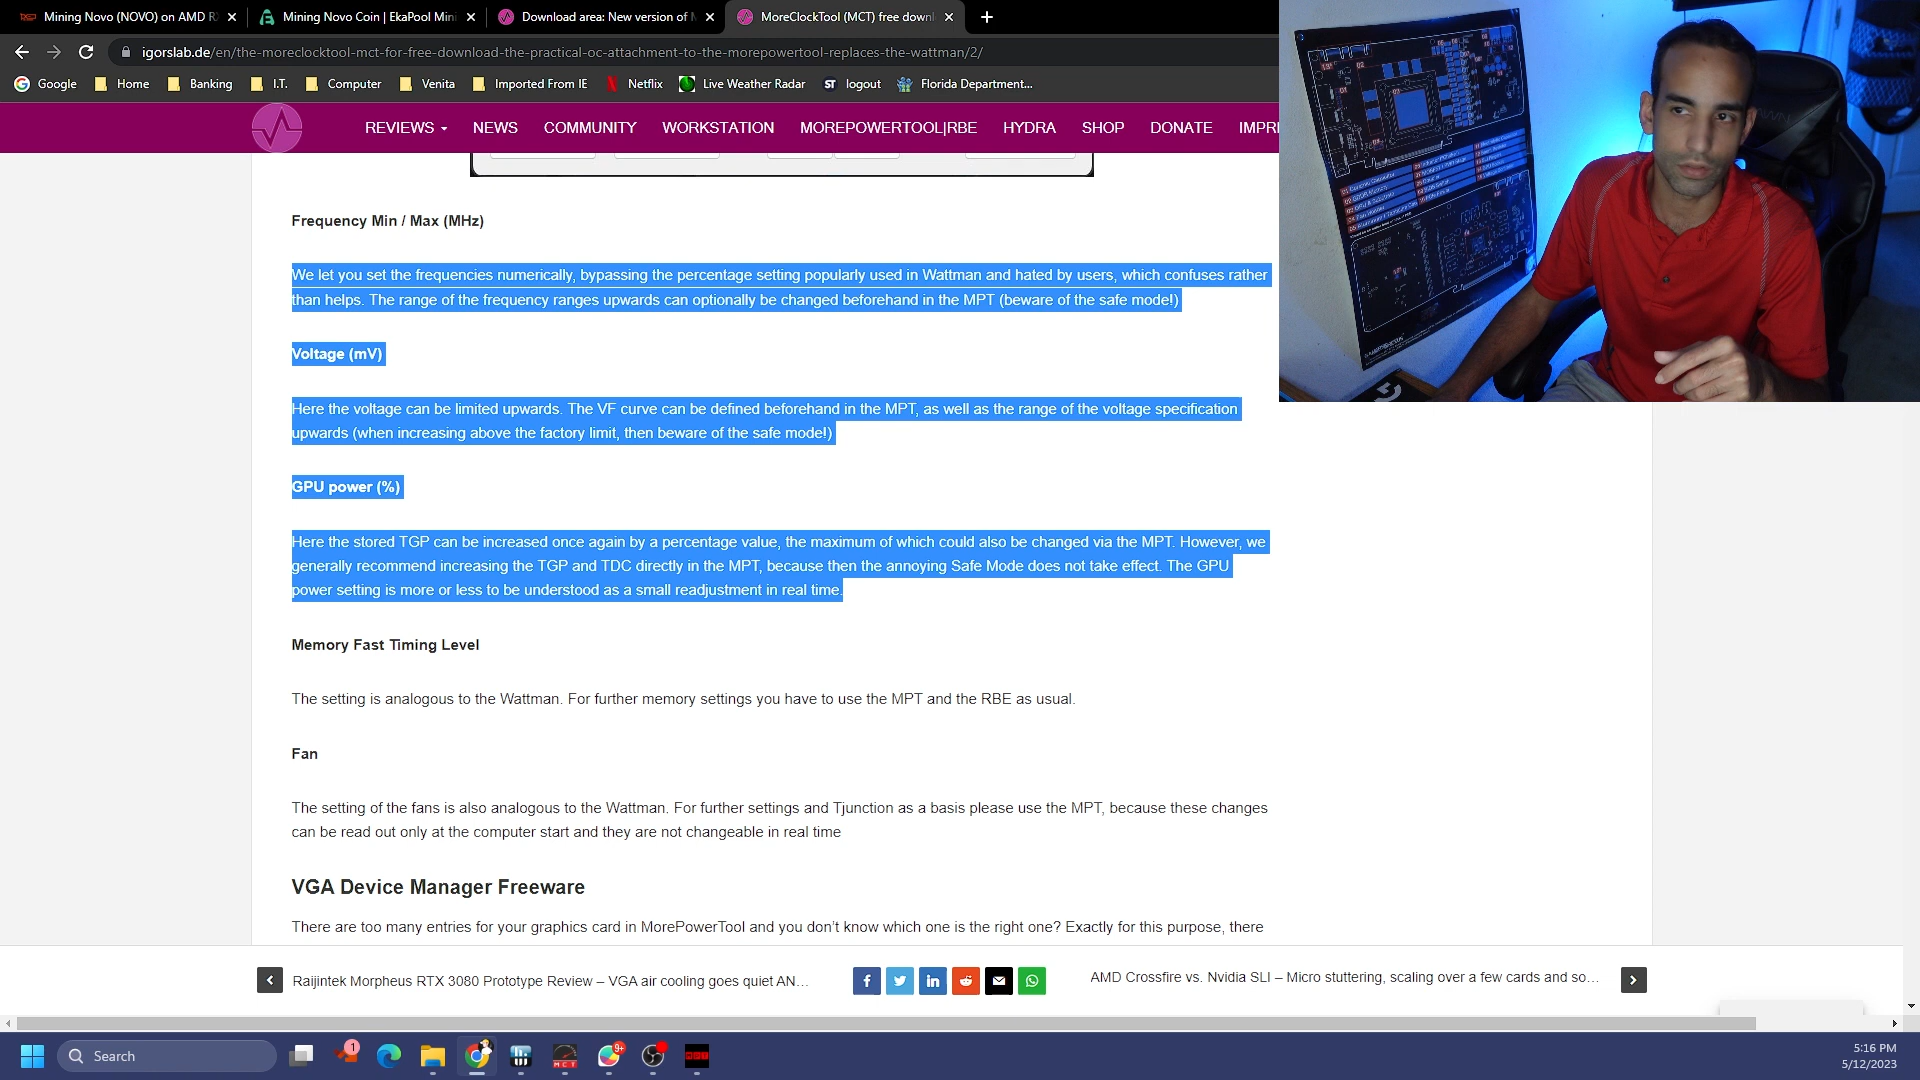 Mining Novo (NOVO) on AMD R
Mining Novo Coin | EkaPool Mini
Download area: New version of
MoreClockTool (MCT) free downl
igorslab.de/en/the-moreclocktool-mct-for-free-download-the-practical-oc-attachment-to-the-morepowertool-replaces-the-wattman/2/
Google
Home
Banking
I.T.
Computer
Venita
Imported From IE
Netflix
Live Weather Radar
ST logout
Florida Department...
REVIEWS
NEWS
COMMUNITY
WORKSTATION
MOREPOWERTOOL|RBE
HYDRA
SHOP
DONATE
IMPRI
Frequency Min / Max (MHz)
We let you set the frequencies numerically, bypassing the percentage setting popularly used in Wattman and hated by users, which confuses rather
than helps. The range of the frequency ranges upwards can optionally be changed beforehand in the MPT (beware of the safe mode!)
Voltage (mV)
Here the voltage can be limited upwards. The VF curve can be defined beforehand in the MPT, as well as the range of the voltage specification
upwards (when increasing above the factory limit, then beware of the safe mode!)
GPU power (%)
Here the stored TGP can be increased once again by a percentage value, the maximum of which could also be changed via the MPT. However, we
generally recommend increasing the TGP and TDC directly in the MPT, because then the annoying Safe Mode does not take effect. The GPU
power setting is more or less to be understood as a small readjustment in real time.
Memory Fast Timing Level
The setting is analogous to the Wattman. For further memory settings you have to use the MPT and the RBE as usual.
Fan
The setting of the fans is also analogous to the Wattman. For further settings and Tjunction as a basis please use the MPT, because these changes
can be read out only at the computer start and they are not changeable in real time
VGA Device Manager Freeware
There are too many entries for your graphics card in MorePowerTool and you don't know which one is the right one? Exactly for this purpose, there
Raijintek Morpheus RTX 3080 Prototype Review – VGA air cooling goes quiet AN...
AMD Crossfire vs. Nvidia SLI – Micro stuttering, scaling over a few cards and so...
Search
1
MCT
9+
MPT
5:16 PM
5/12/2023